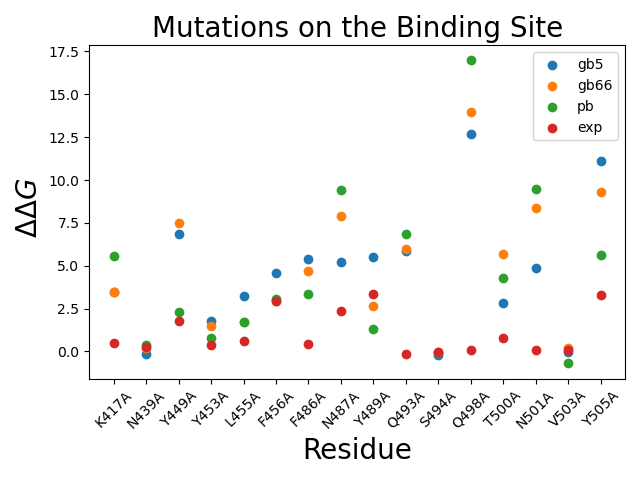 Mutations on the Binding Site
17.5
15.0
12.5
10.0
7.5
5.0
2.5
0.0
ΔΔG
gb5
gb66
pb
exp
K417A
N439A
Y449A
Y453A
L455A
F456A
F486A
N487A
Y489A
Q493A
S494A
Q498A
T500A
N501A
V503A
Y505A
Residue